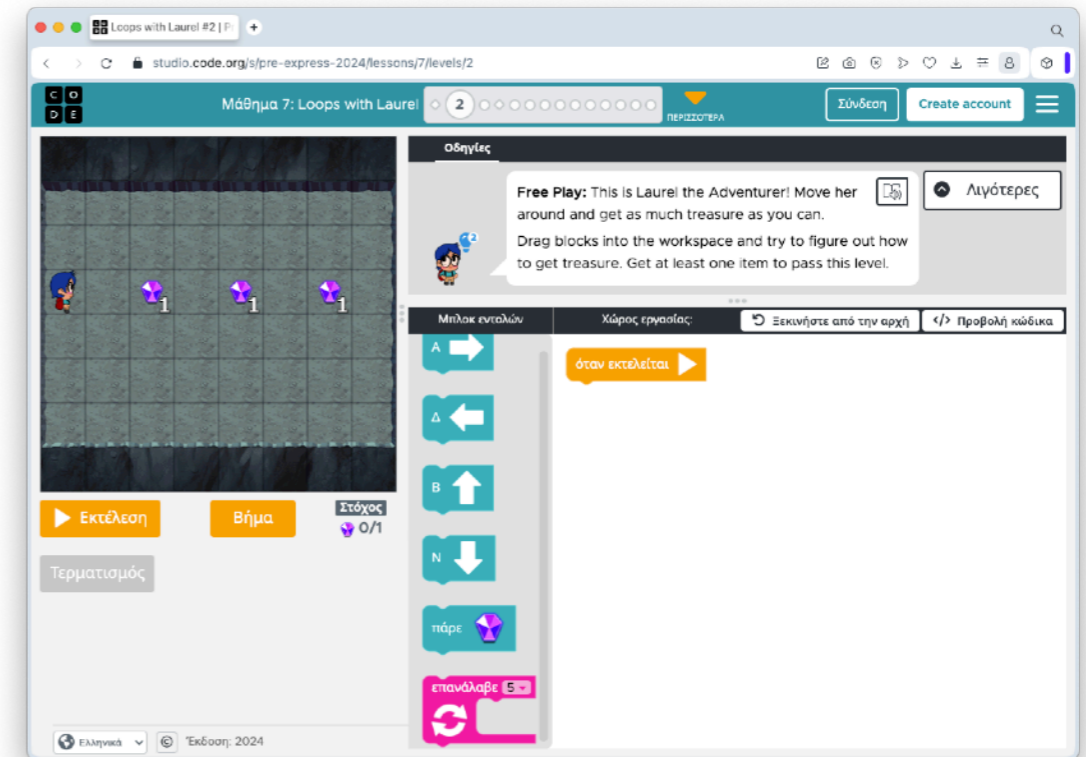 Loops with Laurel #2 | P
studio.code.org/s/pre-express-2024/lessons/7/levels/2
C O
D E
Μάθημα 7: Loops with Laurel
2
ΠΕΡΙΣΣΟΤΕΡΑ
Σύνδεση
Create account
Οδηγίες
Free Play: This is Laurel the Adventurer! Move her
around and get as much treasure as you can.
Drag blocks into the workspace and try to figure out how
to get treasure. Get at least one item to pass this level.
Λιγότερες
2
1
1
1
Μπλοκ εντολών
Χώρος εργασίας:
Ξεκινήστε από την αρχή
</> Προβολή κώδικα
Α
Δ
Β
Ν
πάρε
επανάλαβε 5
όταν εκτελείται
Εκτέλεση
Βήμα
Στόχος
0/1
Τερματισμός
Ελληνικά
©
Έκδοση: 2024